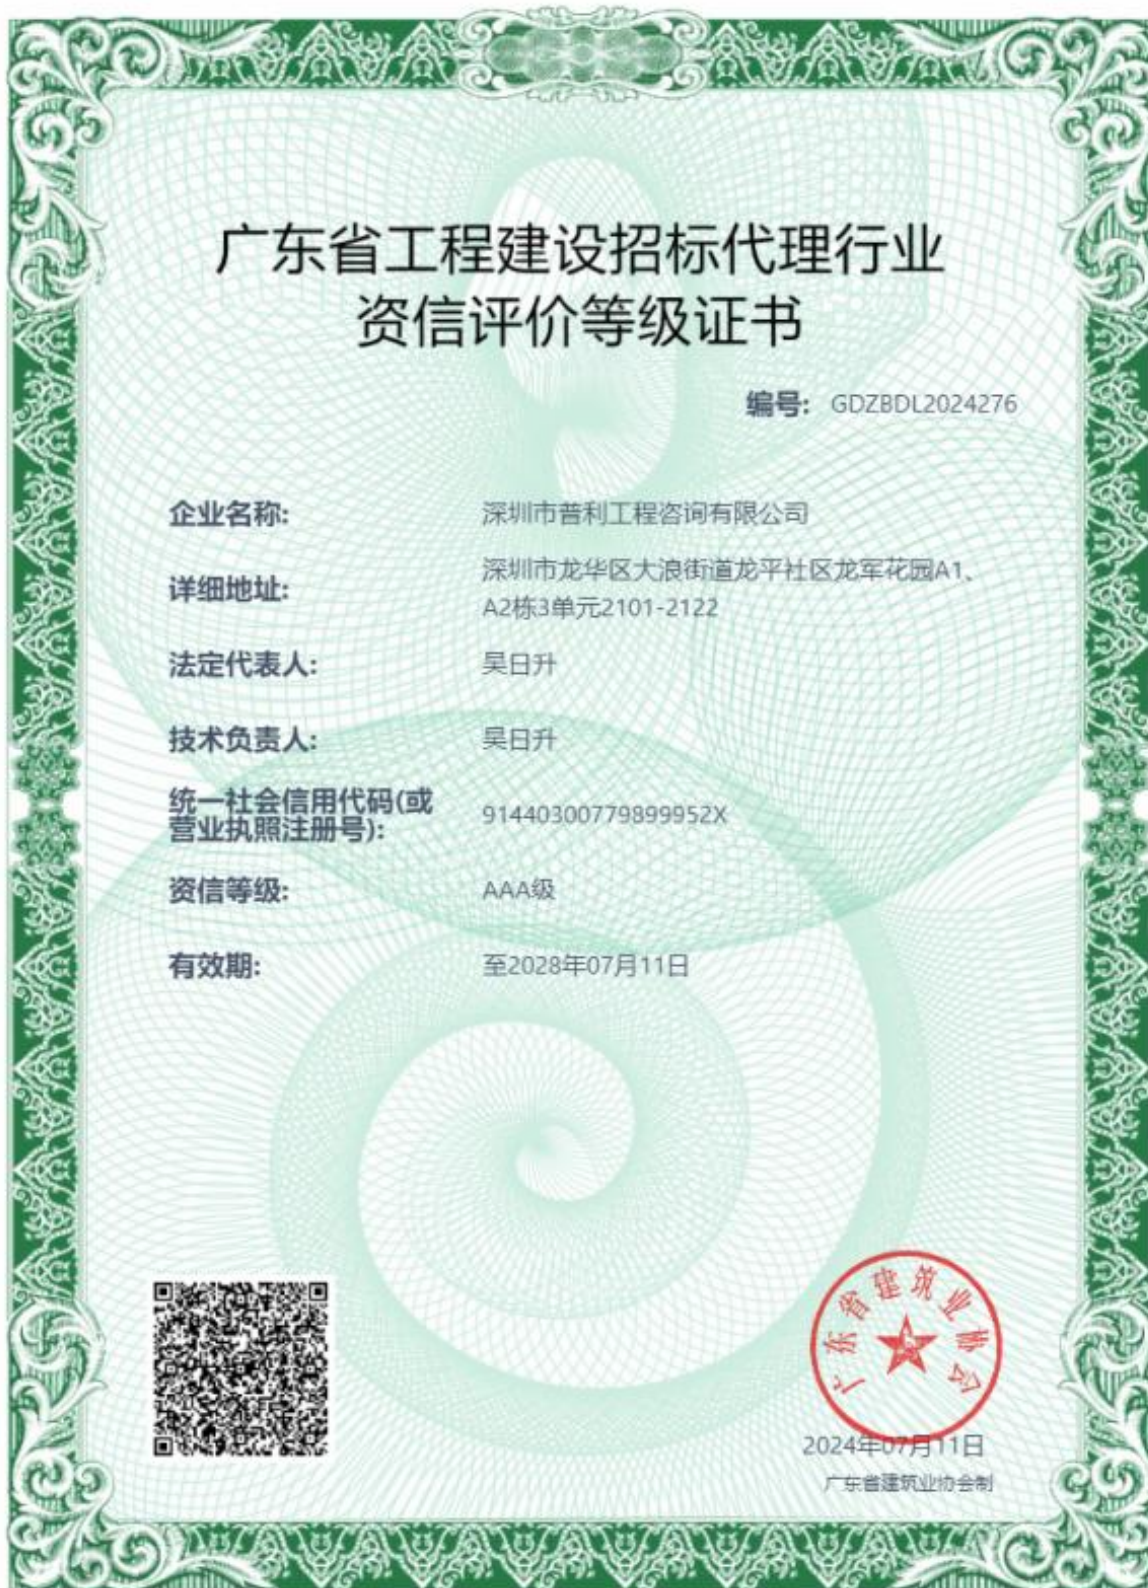 广东省工程建设招标代理行业
资信评价等级证书
编号: GDZBDL2024276
企业名称: 深圳市普利工程咨询有限公司
详细地址: 深圳市龙华区大浪街道龙平社区龙军花园A1、
A2栋3单元2101-2122
法定代表人: 吴日升
技术负责人: 吴日升
统一社会信用代码(或
营业执照注册号): 91440300779899952X
资信等级: AAA级
有效期: 至2028年07月11日
广东省建筑业协会
2024年07月11日
广东省建筑业协会制